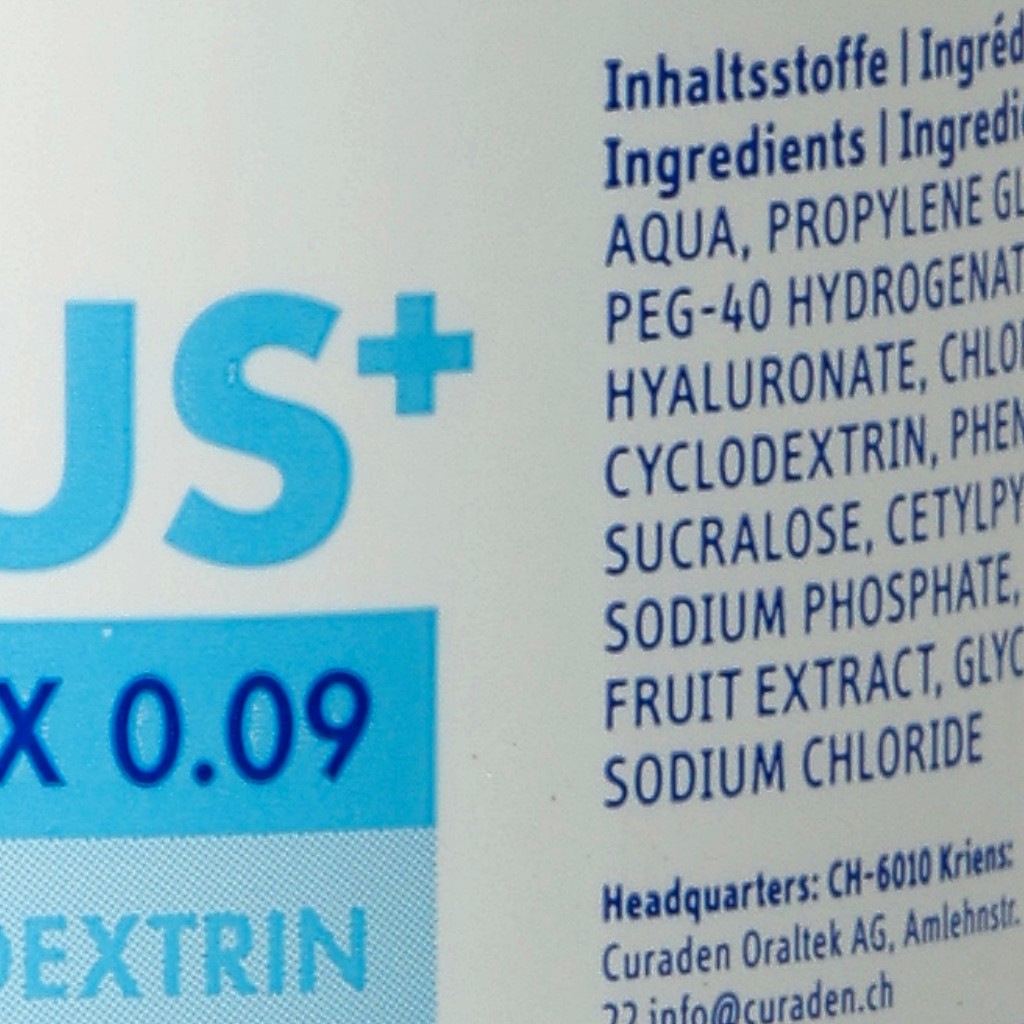 US+
X 0.09
DEXTRIN
Inhaltsstoffe | Ingréd
Ingredients | Ingredi
AQUA, PROPYLENE GL
PEG-40 HYDROGENAT
HYALURONATE, CHLO
CYCLODEXTRIN, PHEN
SUCRALOSE, CETYLPY
SODIUM PHOSPHATE,
FRUIT EXTRACT, GLYC
SODIUM CHLORIDE
Headquarters: CH-6010 Kriens:
Curaden Oraltek AG, Amlehnstr.
22 info@curaden.ch